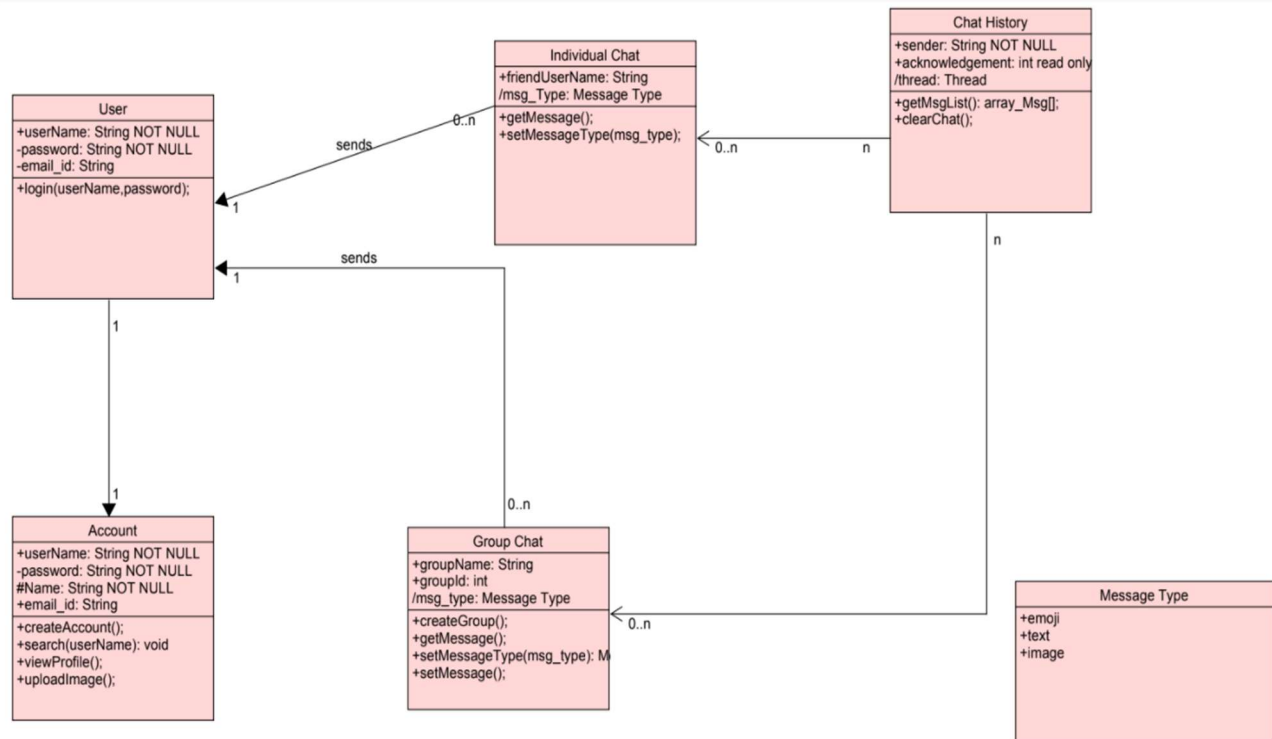 Chat History
+sender: String NOT NULL
+acknowledgement: int read only
/thread: Thread
+getMsgList(): array_Msg[];
+clearChat();
Individual Chat
+friendUserName: String
/msg_Type: Message Type
+getMessage();
+setMessageType(msg_type);
User
+userName: String NOT NULL
-password: String NOT NULL
-email_id: String
+login(userName,password);
sends
0..n
1
0..n
n
n
sends
1
1
1
0..n
0..n
Account
+userName: String NOT NULL
-password: String NOT NULL
#Name: String NOT NULL
+email_id: String
+createAccount();
+search(userName): void
+viewProfile();
+uploadImage();
Group Chat
+groupName: String
+groupId: int
/msg_type: Message Type
+createGroup();
+getMessage();
+setMessageType(msg_type): M
+setMessage();
Message Type
+emoji
+text
+image